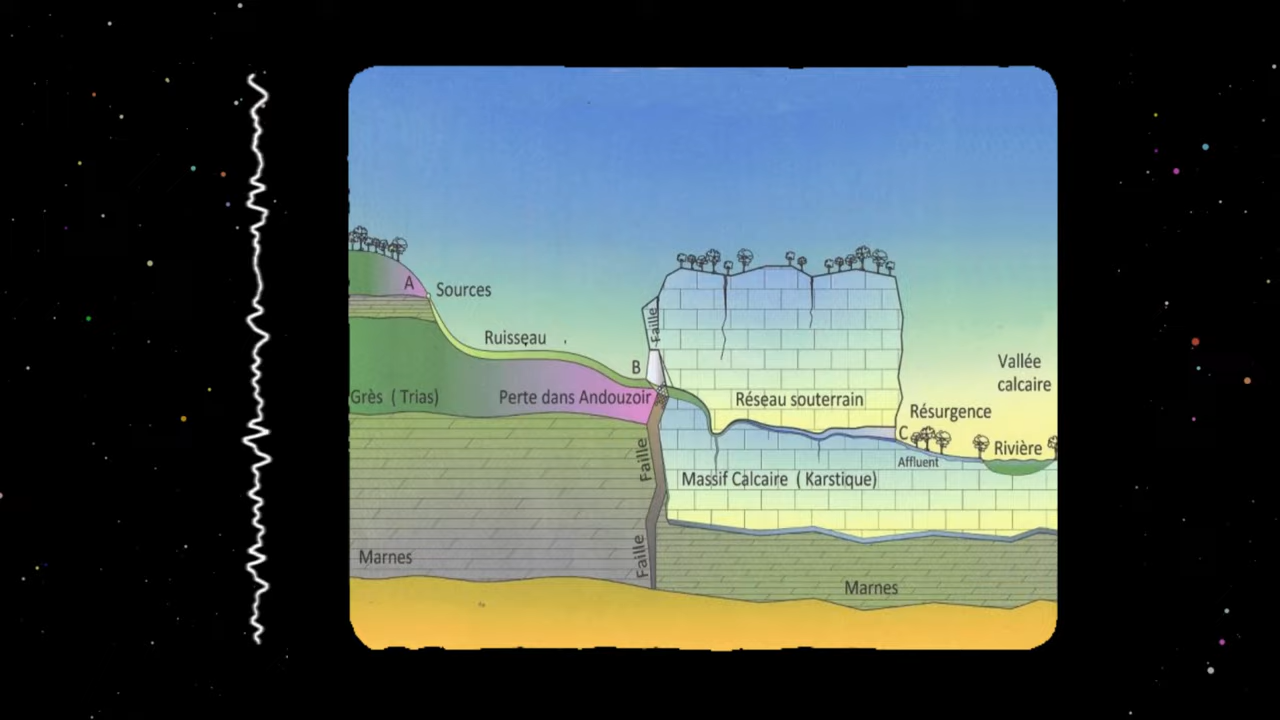 A
Sources
Faille
Ruisseau
B
Vallée
calcaire
Grès ( Trias)
Perte dans Andouzoir
Réseau souterrain
Résurgence
C
Rivière
Affluent
Faille
Massif Calcaire ( Karstique)
Marnes
Faille
Marnes